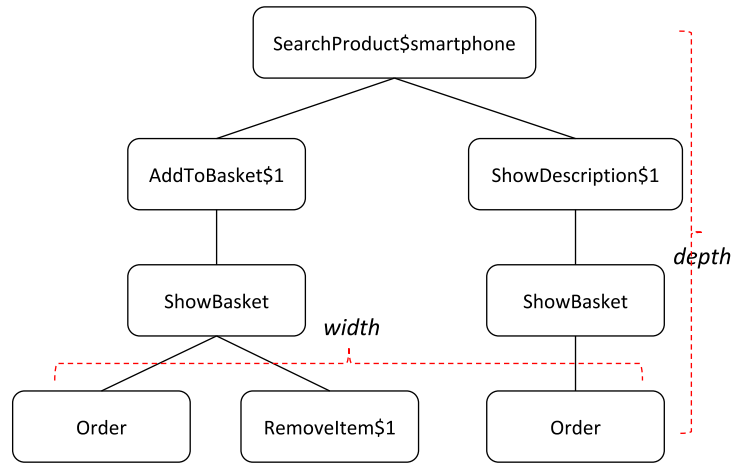 SearchProduct$smartphone
AddToBasket$1
ShowDescription$1
depth
ShowBasket
ShowBasket
width
Order
RemoveItem$1
Order